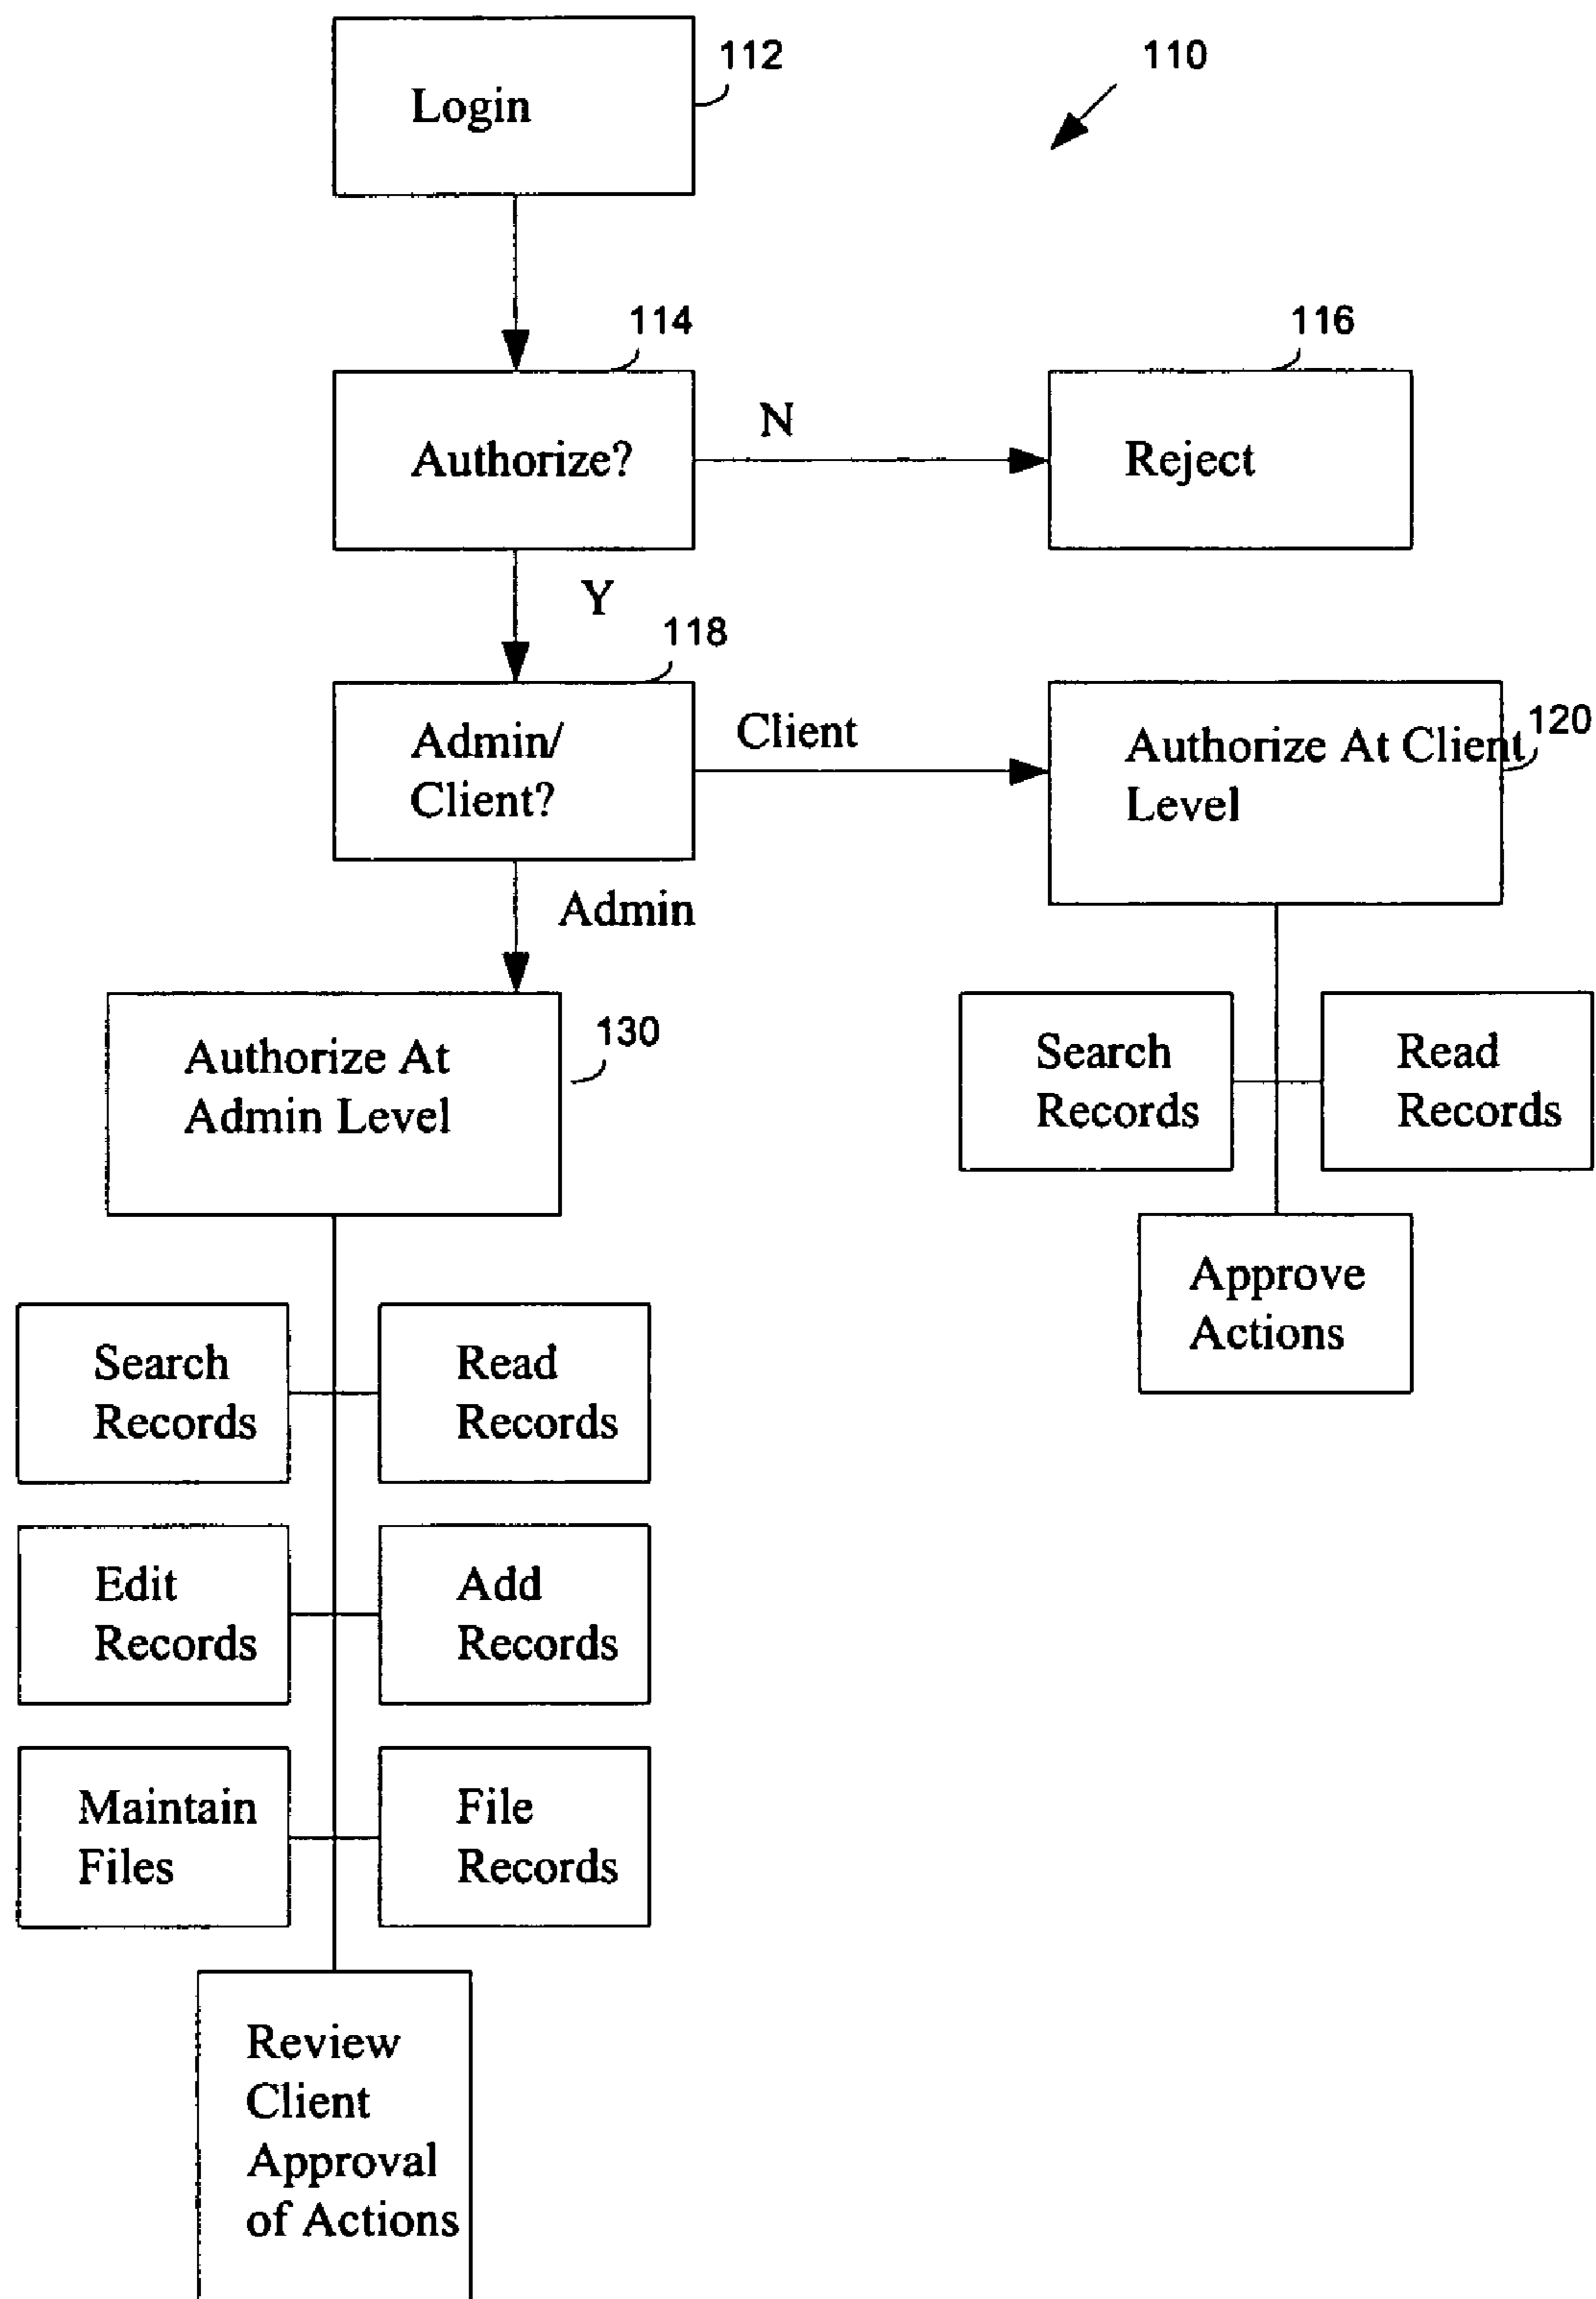 Login
112
110
114
116
Authorize?
N
Reject
Y
118
Admin/
Client?
Client
Authorize At Client
Level
120
Admin
Authorize At
Admin Level
130
Search
Records
Read
Records
Approve
Actions
Search
Records
Read
Records
Edit
Records
Add
Records
Maintain
Files
File
Records
Review
Client
Approval
of Actions